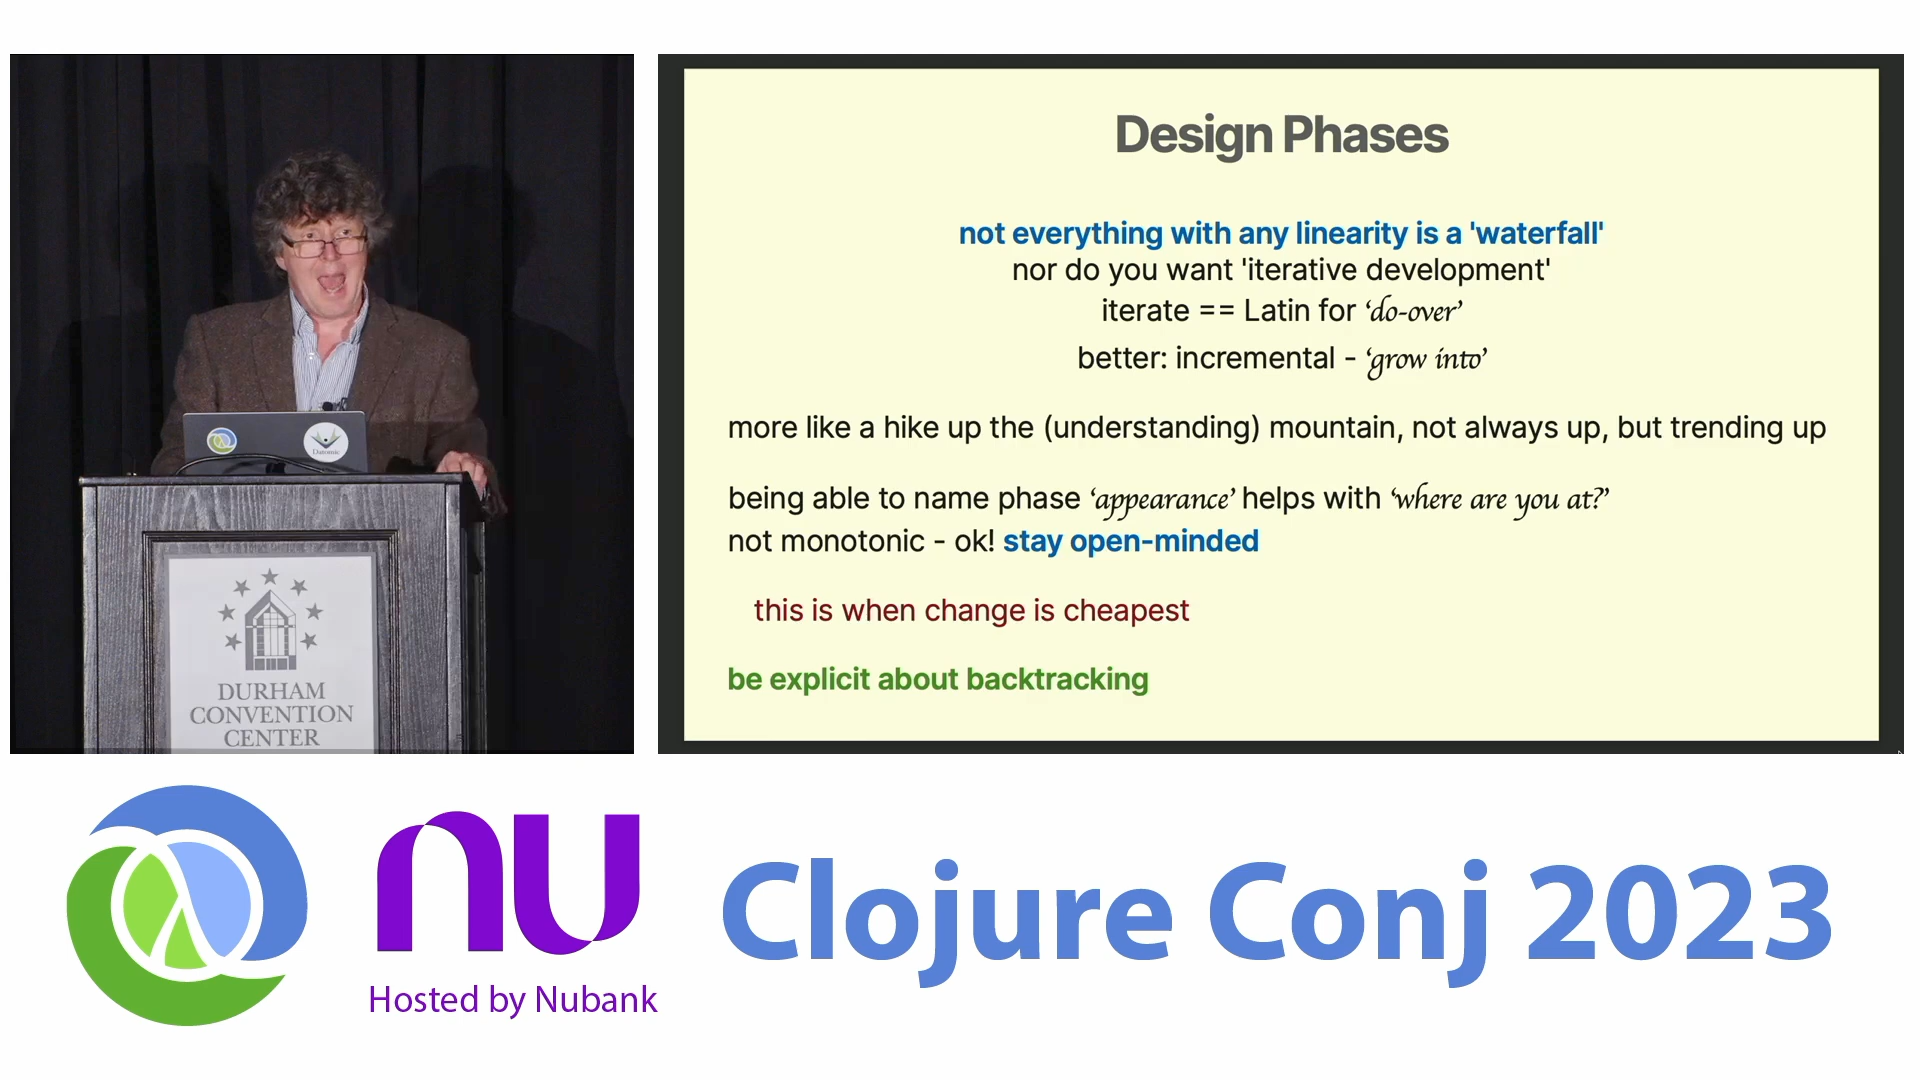 Design Phases
not everything with any linearity is a 'waterfall'
nor do you want 'iterative development'
iterate == Latin for ‘do-over’
better: incremental - ‘grow into’
more like a hike up the (understanding) mountain, not always up, but trending up
being able to name phase ‘appearance’ helps with ‘where are you at?’
not monotonic - ok! stay open-minded
this is when change is cheapest
be explicit about backtracking
Datomic
DURHAM
CONVENTION
CENTER
nu
Hosted by Nubank
Clojure Conj 2023